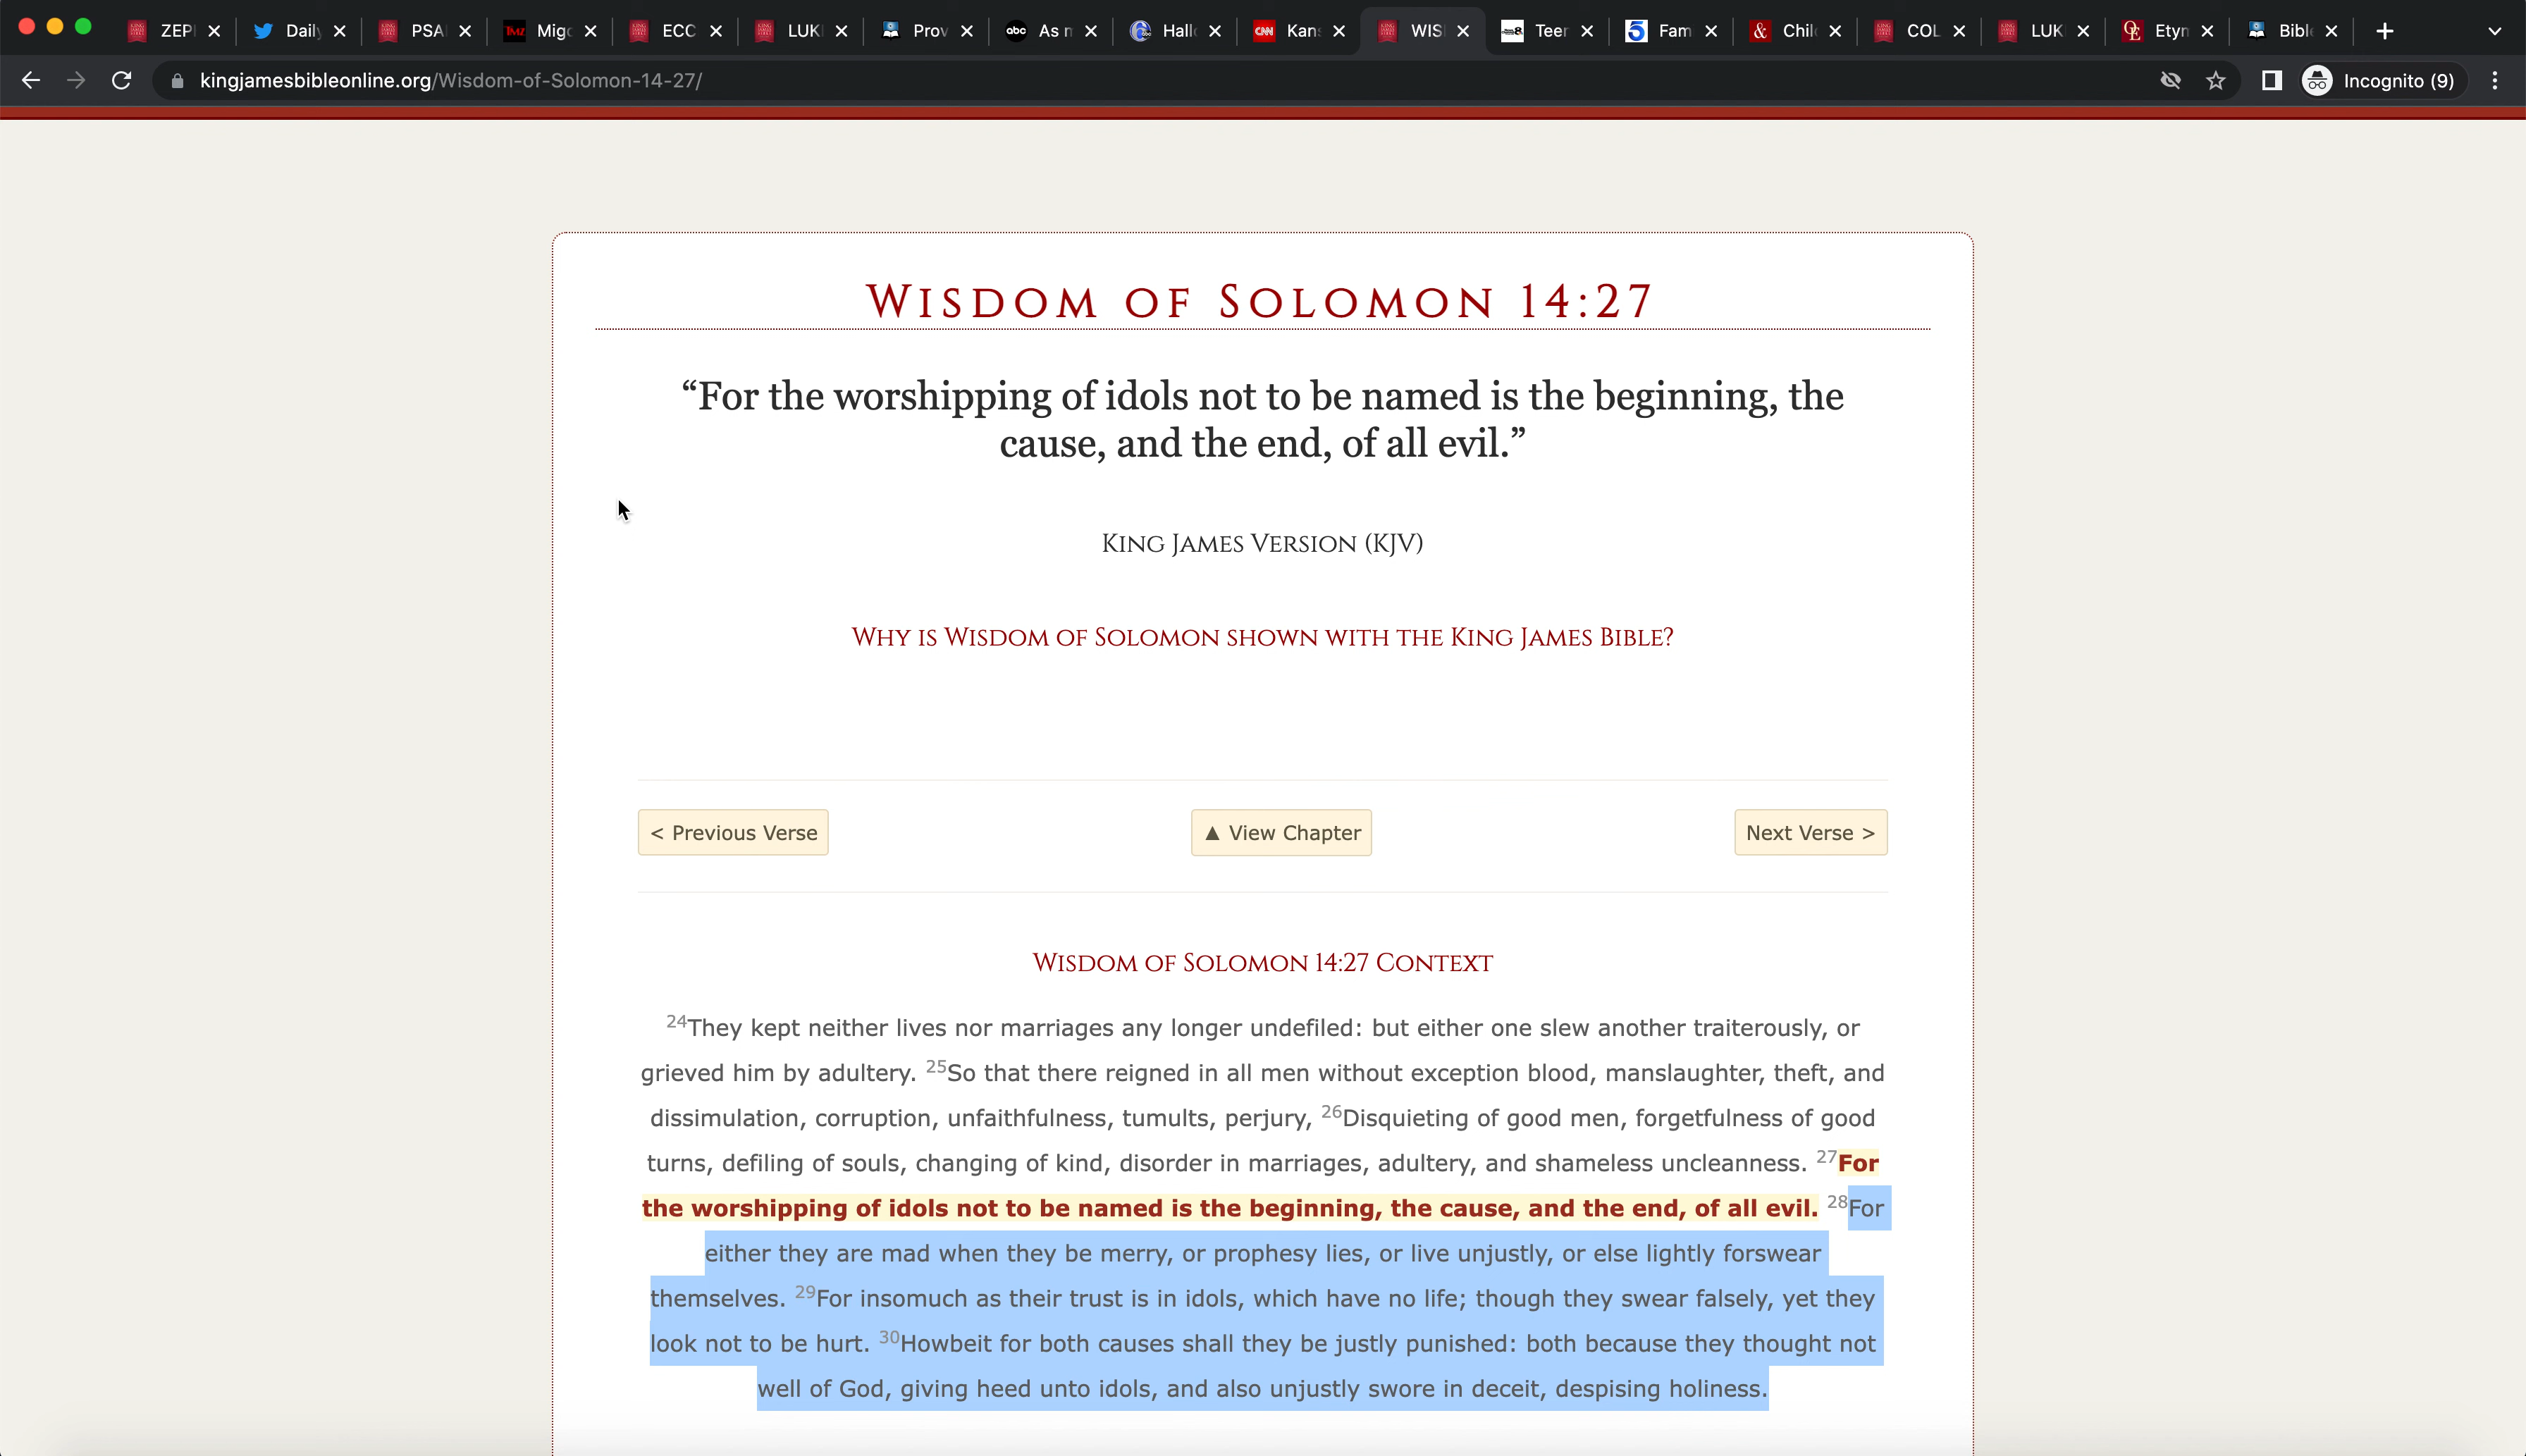 ZEPI
Daily
PSA
Migo
ECC
LUK
Prov
abc
As m
Hall
CNN
Kan
WIS
Teer
5
Fam
&
Chil
COL
LUK
Etyn
Bibl
kingjamesbibleonline.org/Wisdom-of-Solomon-14-27/
Incognito (9)
Wisdom of Solomon 14:27
“For the worshipping of idols not to be named is the beginning, the
cause, and the end, of all evil.”
King James Version (KJV)
Why is Wisdom of Solomon shown with the King James Bible?
< Previous Verse
▲ View Chapter
Next Verse >
Wisdom of Solomon 14:27 Context
24They kept neither lives nor marriages any longer undefiled: but either one slew another traiterously, or
grieved him by adultery. 25So that there reigned in all men without exception blood, manslaughter, theft, and
dissimulation, corruption, unfaithfulness, tumults, perjury, 26Disquieting of good men, forgetfulness of good
turns, defiling of souls, changing of kind, disorder in marriages, adultery, and shameless uncleanness. 27For
the worshipping of idols not to be named is the beginning, the cause, and the end, of all evil. 28For
either they are mad when they be merry, or prophesy lies, or live unjustly, or else lightly forswear
themselves. 29For insomuch as their trust is in idols, which have no life; though they swear falsely, yet they
look not to be hurt. 30Howbeit for both causes shall they be justly punished: both because they thought not
well of God, giving heed unto idols, and also unjustly swore in deceit, despising holiness.